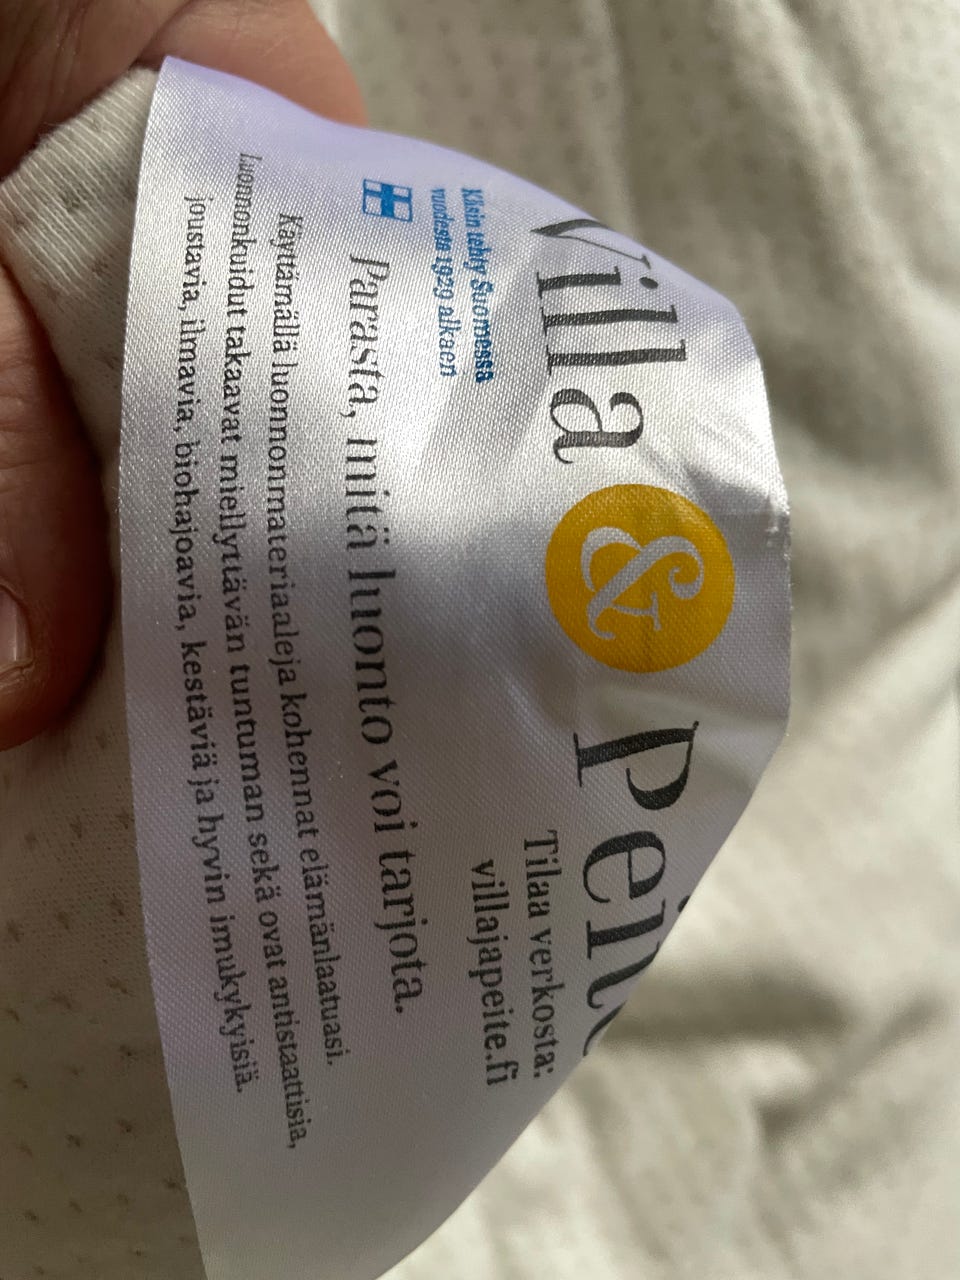 Villa & Peite
Käsin tehty Suomessa
vuodesta 1929 alkaen
Tilaa verkosta:
villajapeite.fi
Parasta, mitä luonto voi tarjota.
Käyttämällä luonnonmateriaaleja kohennat elämänlaatuasi.
Luonnonkuidut takaavat miellyttävän tuntuman sekä ovat antistaattisia,
joustavia, ilmavia, biohajoavia, kestäviä ja hyvin imukykyisiä.